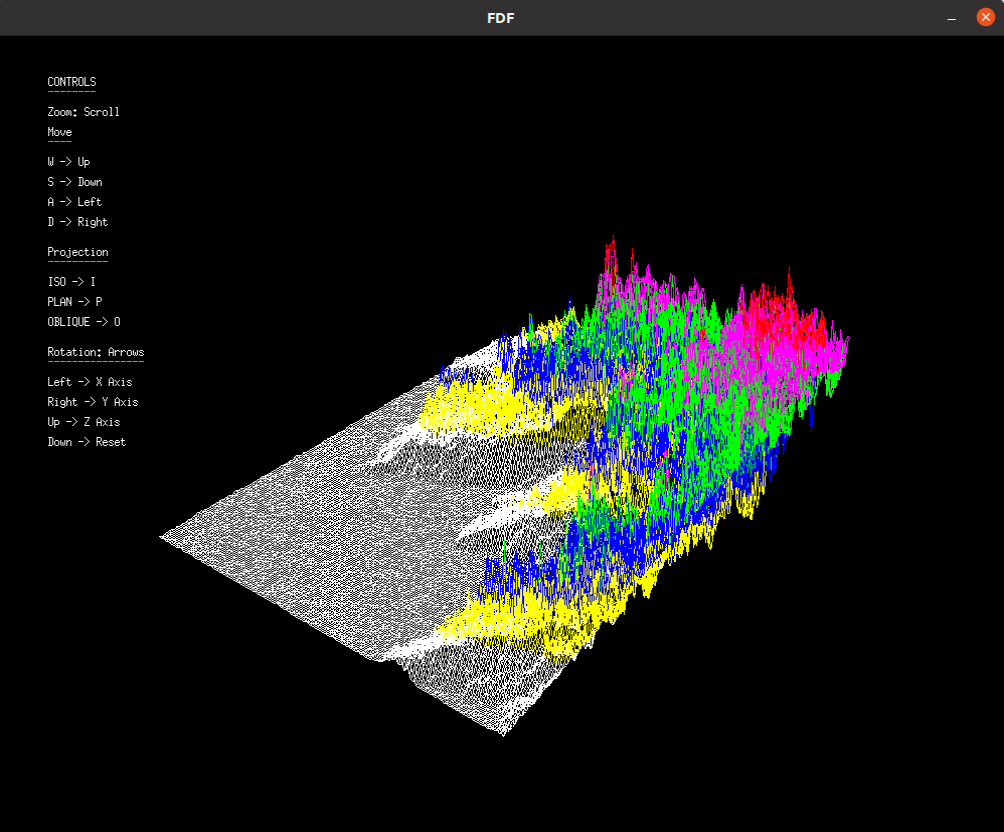 FDF
CONTROLS
--------
Zoom: Scroll
Move
----
W -> Up
S -> Down
A -> Left
D -> Right
Projection
----------
ISO -> I
PLAN -> P
OBLIQUE -> O
Rotation: Arrows
----------------
Left -> X Axis
Right -> Y Axis
Up -> Z Axis
Down -> Reset